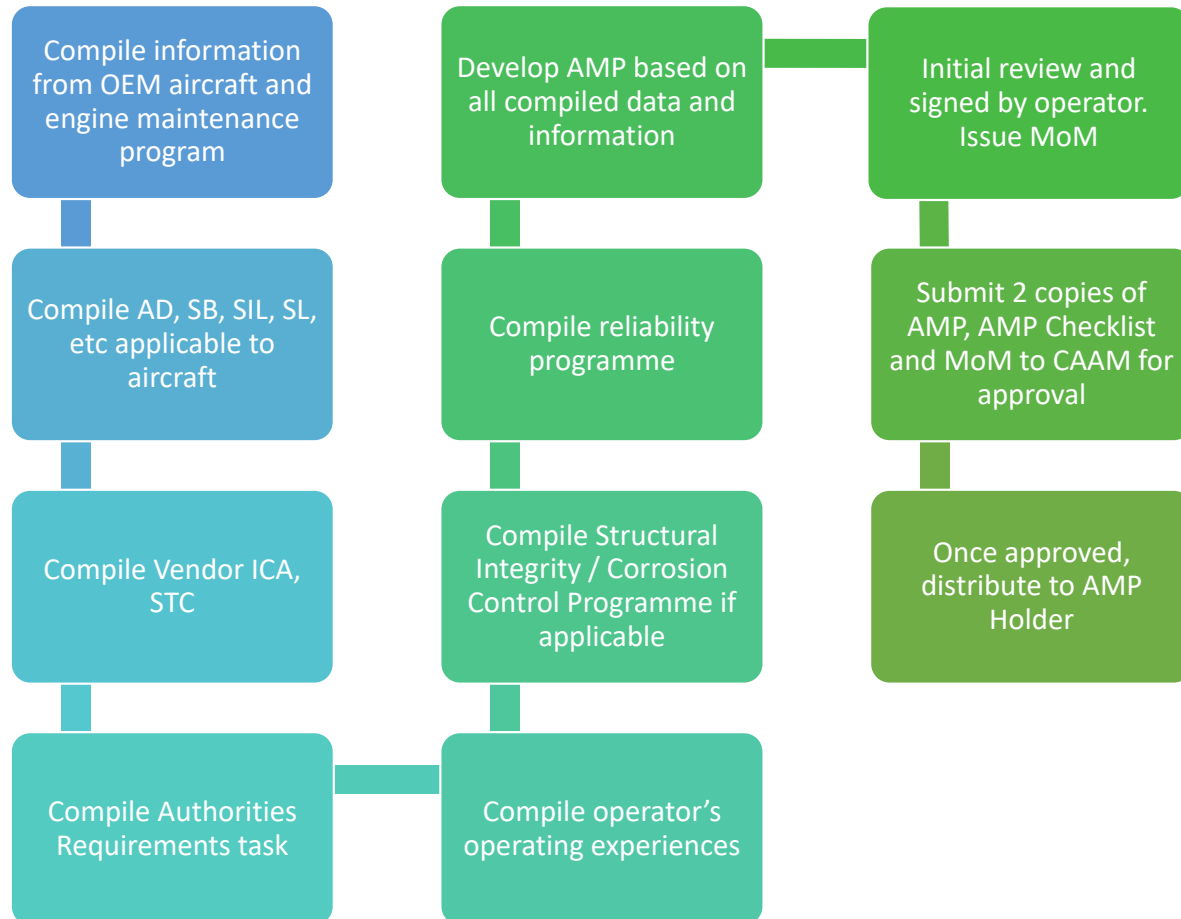 Compile information
from OEM aircraft and
engine maintenance
program
Compile AD, SB, SIL, SL,
etc applicable to
aircraft
Compile Vendor ICA,
STC
Compile Authorities
Requirements task
Compile operator’s
operating experiences
Compile Structural
Integrity / Corrosion
Control Programme if
applicable
Compile reliability
programme
Develop AMP based on
all compiled data and
information
Initial review and
signed by operator.
Issue MoM
Submit 2 copies of
AMP, AMP Checklist
and MoM to CAAM for
approval
Once approved,
distribute to AMP
Holder